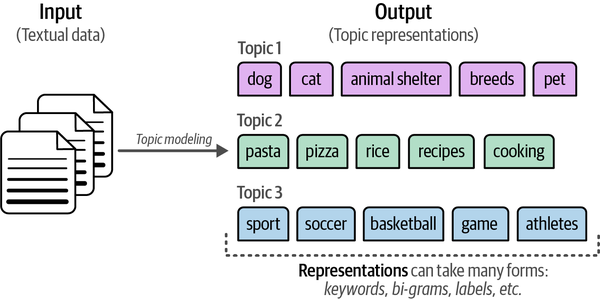 Input
(Textual data)
Output
(Topic representations)
Topic modeling
Topic 1
dog cat animal shelter breeds pet
Topic 2
pasta pizza rice recipes cooking
Topic 3
sport soccer basketball game athletes
Representations can take many forms:
keywords, bi-grams, labels, etc.